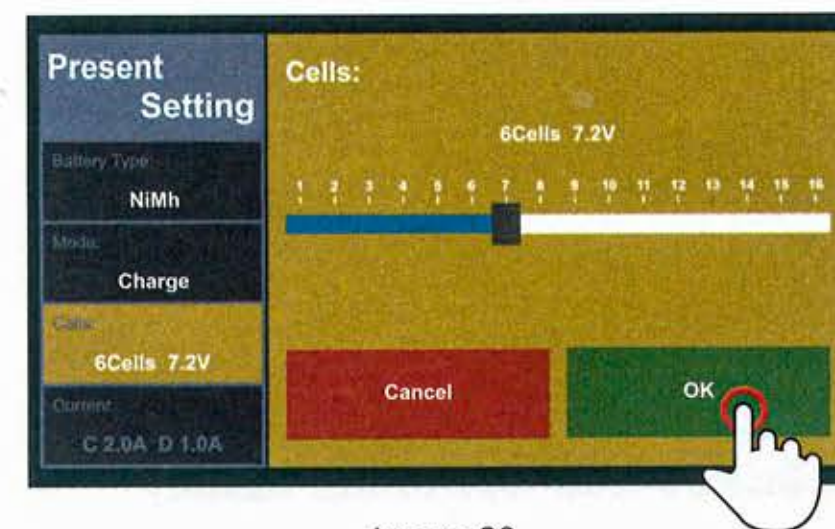 Present
Setting
Battery Type:
NiMh
Mode:
Charge
Cells:
6Cells 7.2V
Current
C 2.0A D 1.0A
Cells:
6Cells 7.2V
1 2 3 4 5 6 7 8 9 10 11 12 13 14 15 16
Cancel
OK